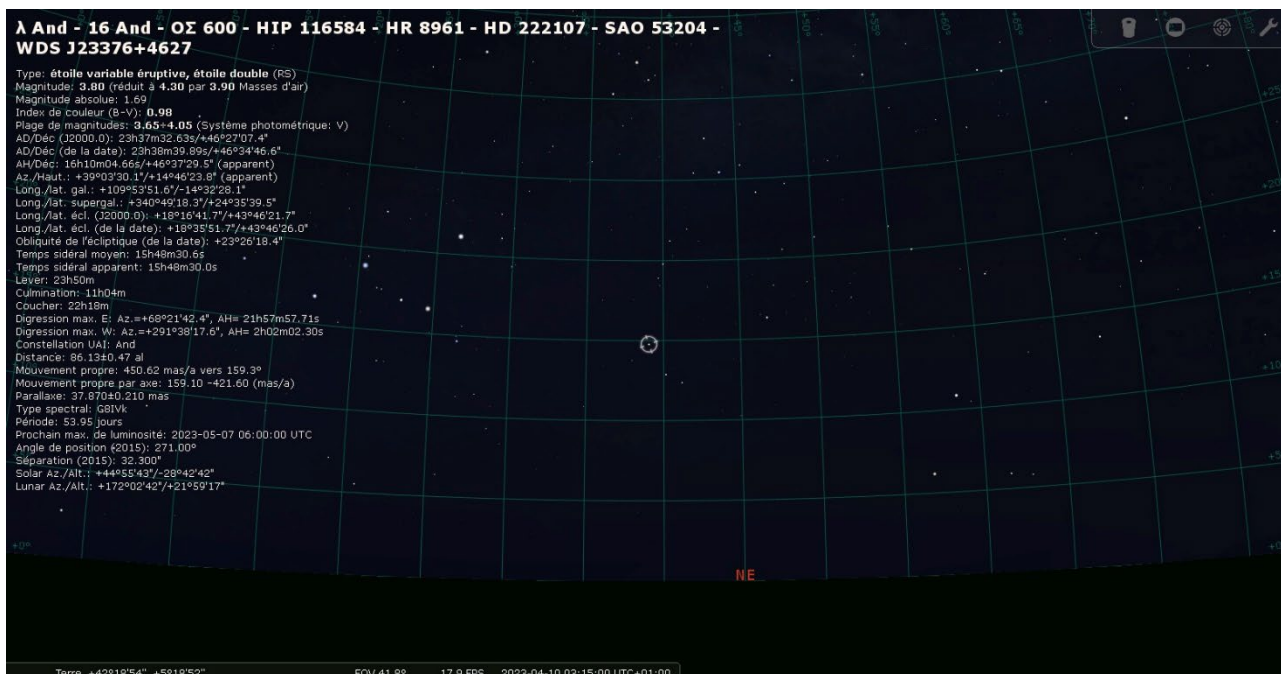 λ And - 16 And - OΣ 600 - HIP 116584 - HR 8961 - HD 222107 - SAO 53204 -
WDS J23376+4627
Type: étoile variable éruptive, étoile double (RS)
Magnitude: 3.80 (réduit à 4.30 par 3.90 Masses d'air)
Magnitude absolue: 1.69
Index de couleur (B-V): 0.98
Plage de magnitudes: 3.65÷4.05 (Système photométrique: V)
AD/Déc (J2000.0): 23h37m32.63s/+46°27'07.4"
AD/Déc (de la date): 23h38m39.89s/+46°34'46.6"
AH/Déc: 16h10m04.66s/+46°37'29.5" (apparent)
Az./Haut.: +39°03'30.1"/+14°46'23.8" (apparent)
Long./lat. gal.: +109°53'51.6"/-14°32'28.1"
Long./lat. supergal.: +340°49'18.3"/+24°35'39.5"
Long./lat. écl. (J2000.0): +18°16'41.7"/+43°46'21.7"
Long./lat. écl. (de la date): +18°35'51.7"/+43°46'26.0"
Obliquité de l'écliptique (de la date): +23°26'18.4"
Temps sidéral moyen: 15h48m30.6s
Temps sidéral apparent: 15h48m30.0s
Lever: 23h50m
Culmination: 11h04m
Coucher: 22h18m
Digression max. E: Az.=+68°21'42.4", AH= 21h57m57.71s
Digression max. W: Az.=+291°38'17.6", AH= 2h02m02.30s
Constellation UAI: And
Distance: 86.13±0.47 al
Mouvement propre: 450.62 mas/a vers 159.3°
Mouvement propre par axe: 159.10 -421.60 (mas/a)
Parallaxe: 37.870±0.210 mas
Type spectral: G8IVk
Période: 53.95 jours
Prochain max. de luminosité: 2023-05-07 06:00:00 UTC
Angle de position (2015): 271.00°
Séparation (2015): 32.300"
Solar Az./Alt.: +44°55'43"/-28°42'42"
Lunar Az./Alt.: +172°02'42"/+21°59'17"
+20°
+15°
+10°
+5°
+0°
NE
Terre, FOV 41.8° 17.9 FPS 2023-04-10 03:15:00 UTC+01:00